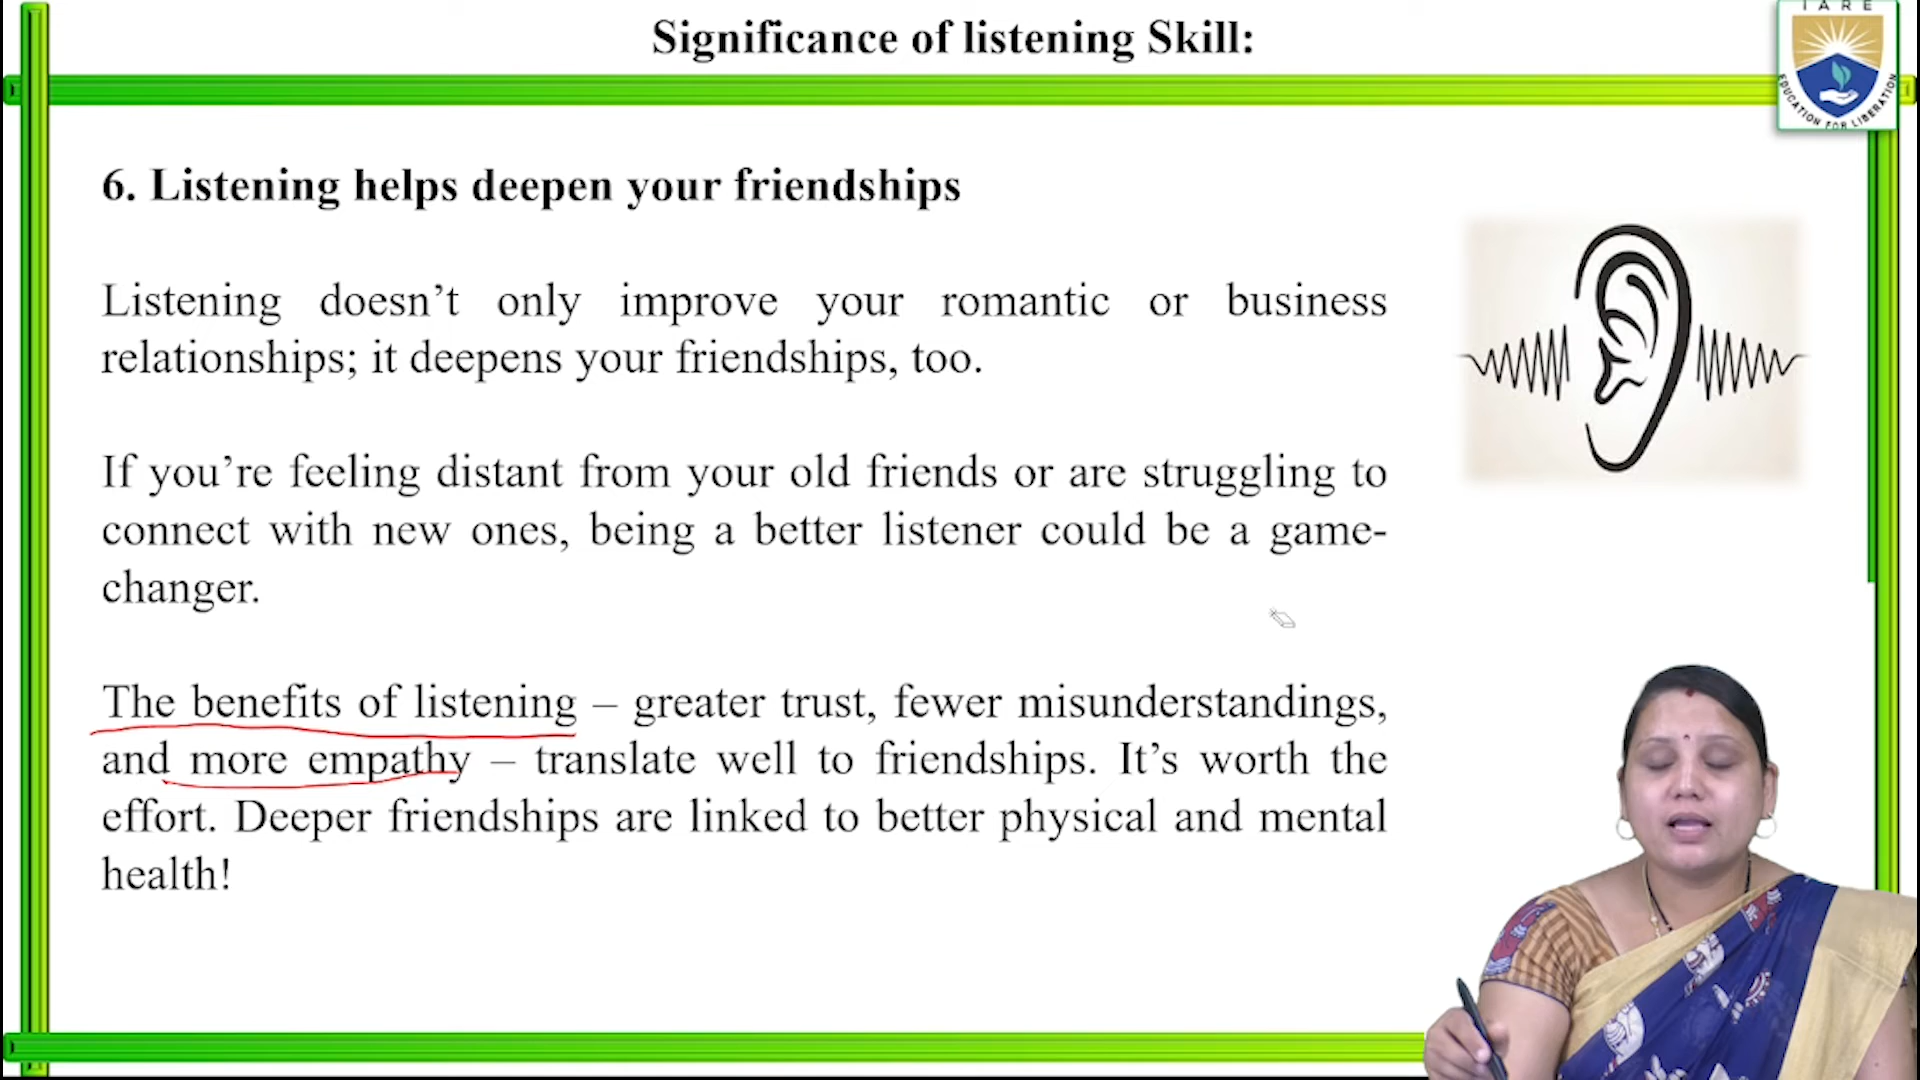 Significance of listening Skill:
IARE
EDUCATION FOR LIBERATION
6. Listening helps deepen your friendships
Listening doesn’t only improve your romantic or business
relationships; it deepens your friendships, too.
If you’re feeling distant from your old friends or are struggling to
connect with new ones, being a better listener could be a game-
changer.
The benefits of listening – greater trust, fewer misunderstandings,
and more empathy – translate well to friendships. It’s worth the
effort. Deeper friendships are linked to better physical and mental
health!